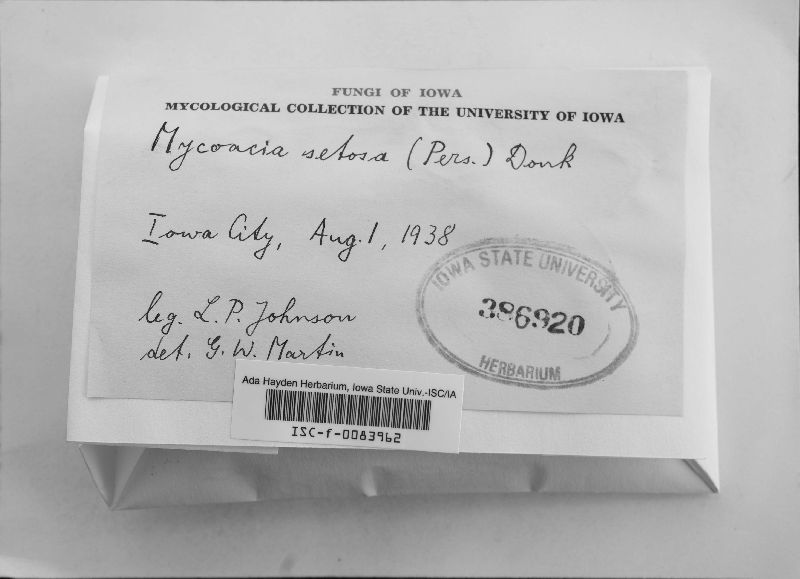 FUNGI OF IOWA
MYCOLOGICAL COLLECTION OF THE UNIVERSITY OF IOWA
Mycoacia setosa (Pers.) Donk
Iowa City, Aug. 1, 1938
leg. L. P. Johnson
det. G. W. Martin
IOWA STATE UNIVERSITY
386920
HERBARIUM
Ada Hayden Herbarium, Iowa State Univ.-ISC/IA
ISC-f-0083962